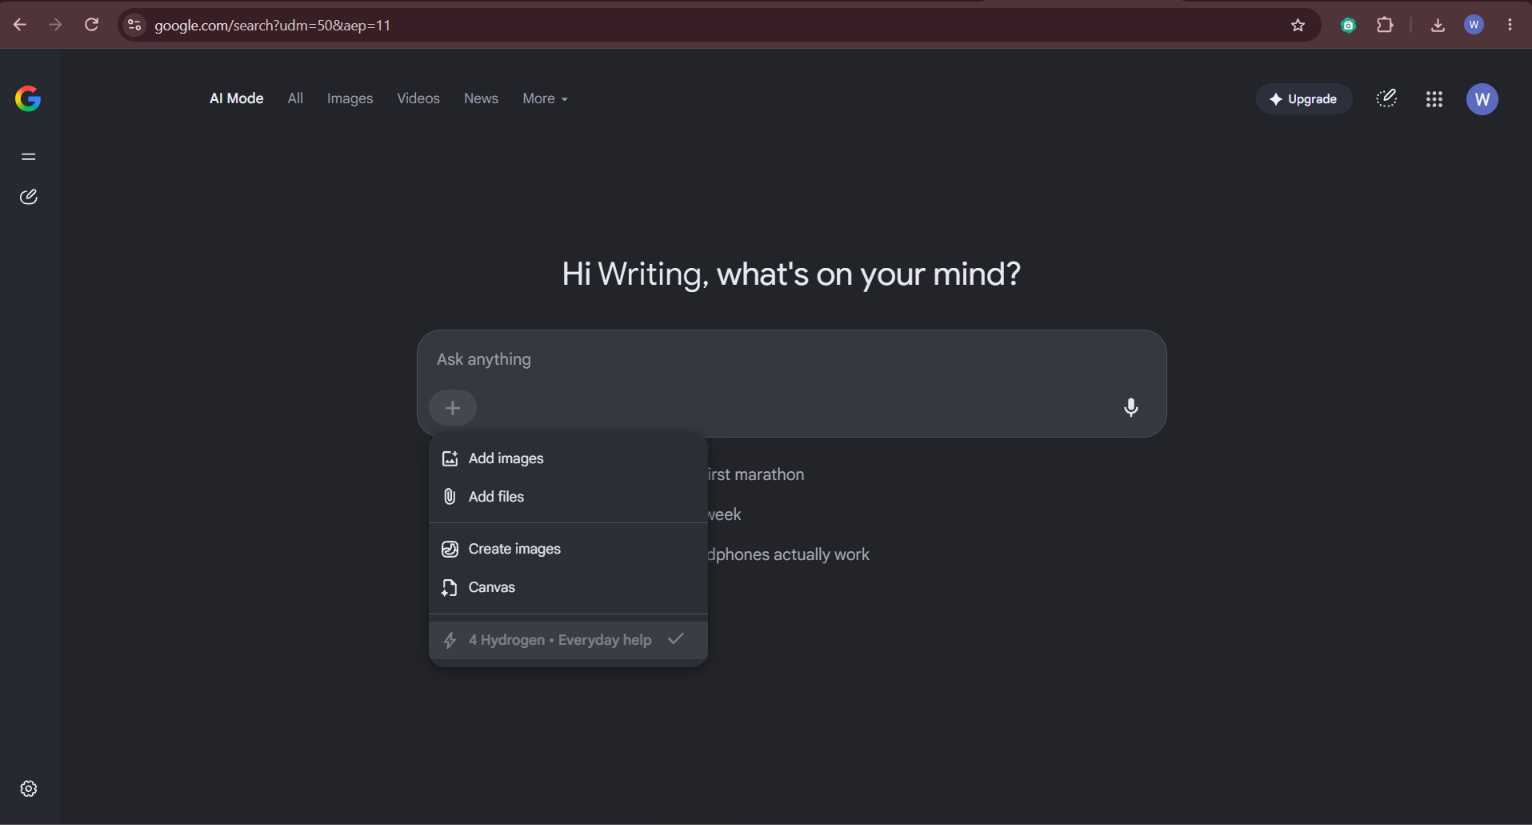 google.com/search?udm=50&aep=11
W
AI Mode All Images Videos News More
Upgrade
W
Hi Writing, what's on your mind?
Ask anything
Add images
Add files
Create images
Canvas
4 Hydrogen • Everyday help
irst marathon
week
dphones actually work